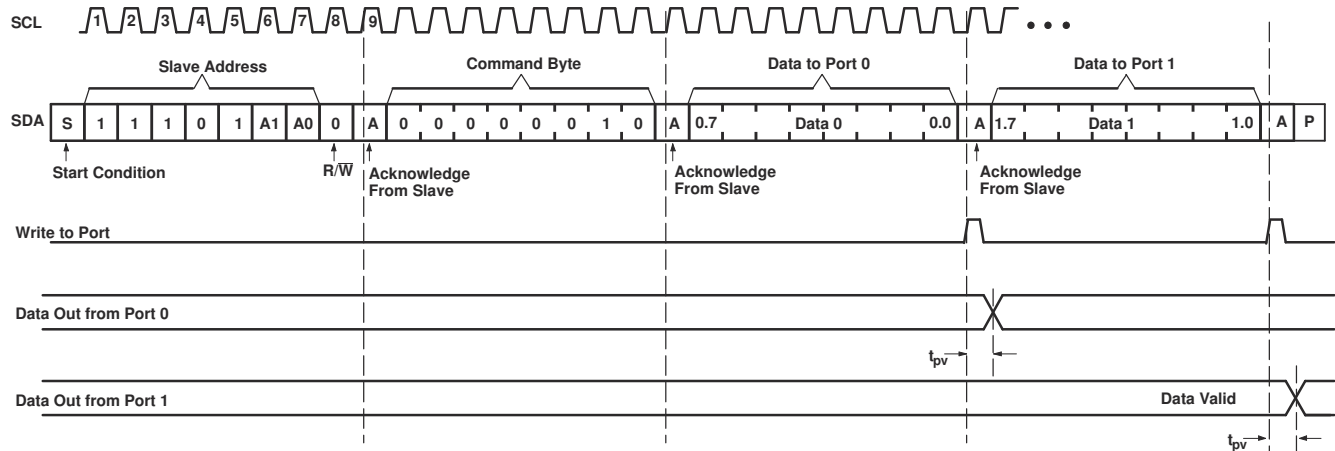 SCL 1 2 3 4 5 6 7 8 9
Slave Address Command Byte Data to Port 0 Data to Port 1
SDA S 1 1 1 0 1 A1 A0 0 A 0 0 0 0 0 0 1 0 A 0.7 Data 0 0.0 A 1.7 Data 1 1.0 A P
Start Condition R/W̅ Acknowledge From Slave Acknowledge From Slave Acknowledge From Slave
Write to Port
Data Out from Port 0
tpv
Data Out from Port 1 Data Valid
tpv